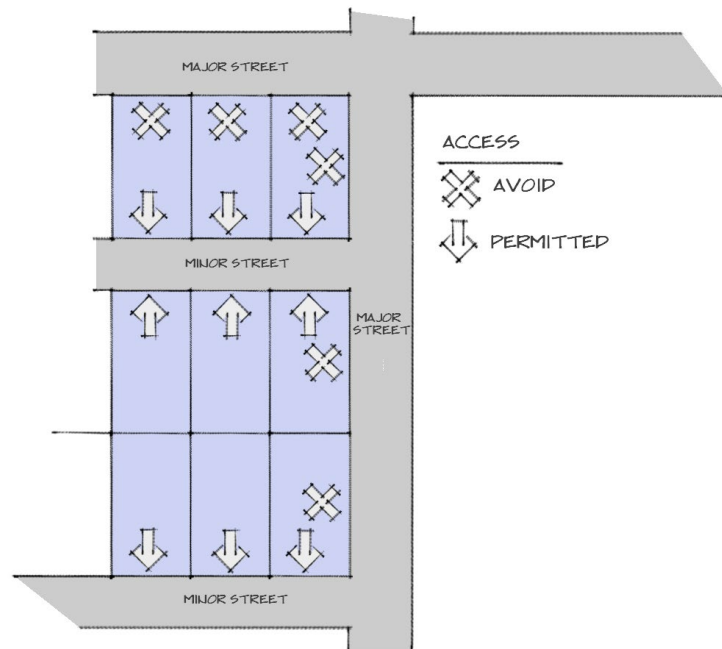 MAJOR STREET
ACCESS
AVOID
PERMITTED
MINOR STREET
MAJOR
STREET
MINOR STREET